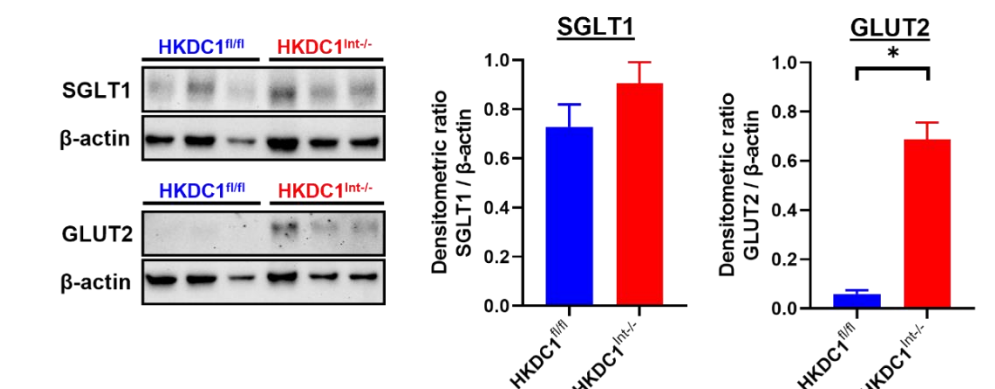 HKDC1fl/fl HKDC1Int-/-
SGLT1
β-actin
HKDC1fl/fl HKDC1Int-/-
GLUT2
β-actin
SGLT1
Densitometric ratio
SGLT1 / β-actin
1.0
0.8
0.6
0.4
0.2
0.0
HKDC1fl/fl
HKDC1Int-/-
GLUT2
*
Densitometric ratio
GLUT2 / β-actin
1.0
0.8
0.6
0.4
0.2
0.0
HKDC1fl/fl
HKDC1Int-/-